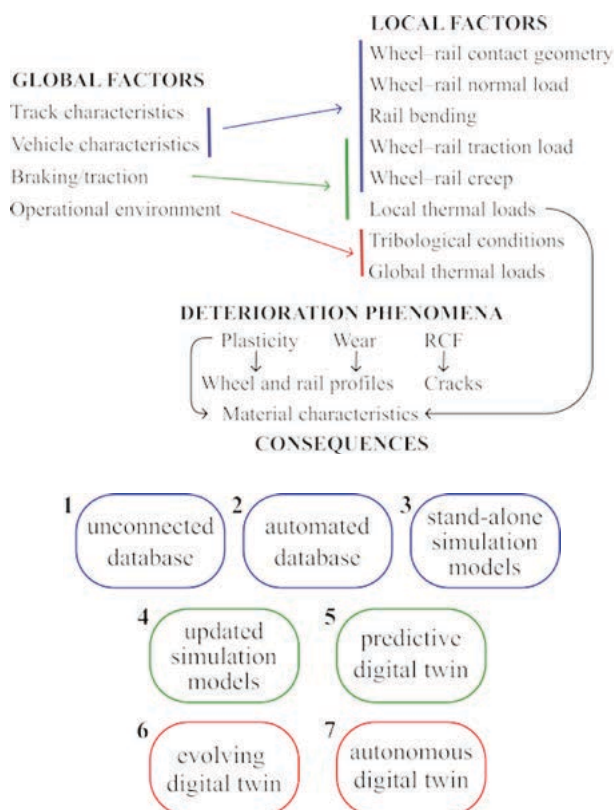 GLOBAL FACTORS
Track characteristics
Vehicle characteristics
Braking/traction
Operational environment
LOCAL FACTORS
Wheel–rail contact geometry
Wheel–rail normal load
Rail bending
Wheel–rail traction load
Wheel–rail creep
Local thermal loads
Tribological conditions
Global thermal loads
DETERIORATION PHENOMENA
Plasticity Wear RCF
Wheel and rail profiles Cracks
Material characteristics
CONSEQUENCES
1
unconnected
database
2
automated
database
3
stand-alone
simulation
models
4
updated
simulation
models
5
predictive
digital twin
6
evolving
digital twin
7
autonomous
digital twin